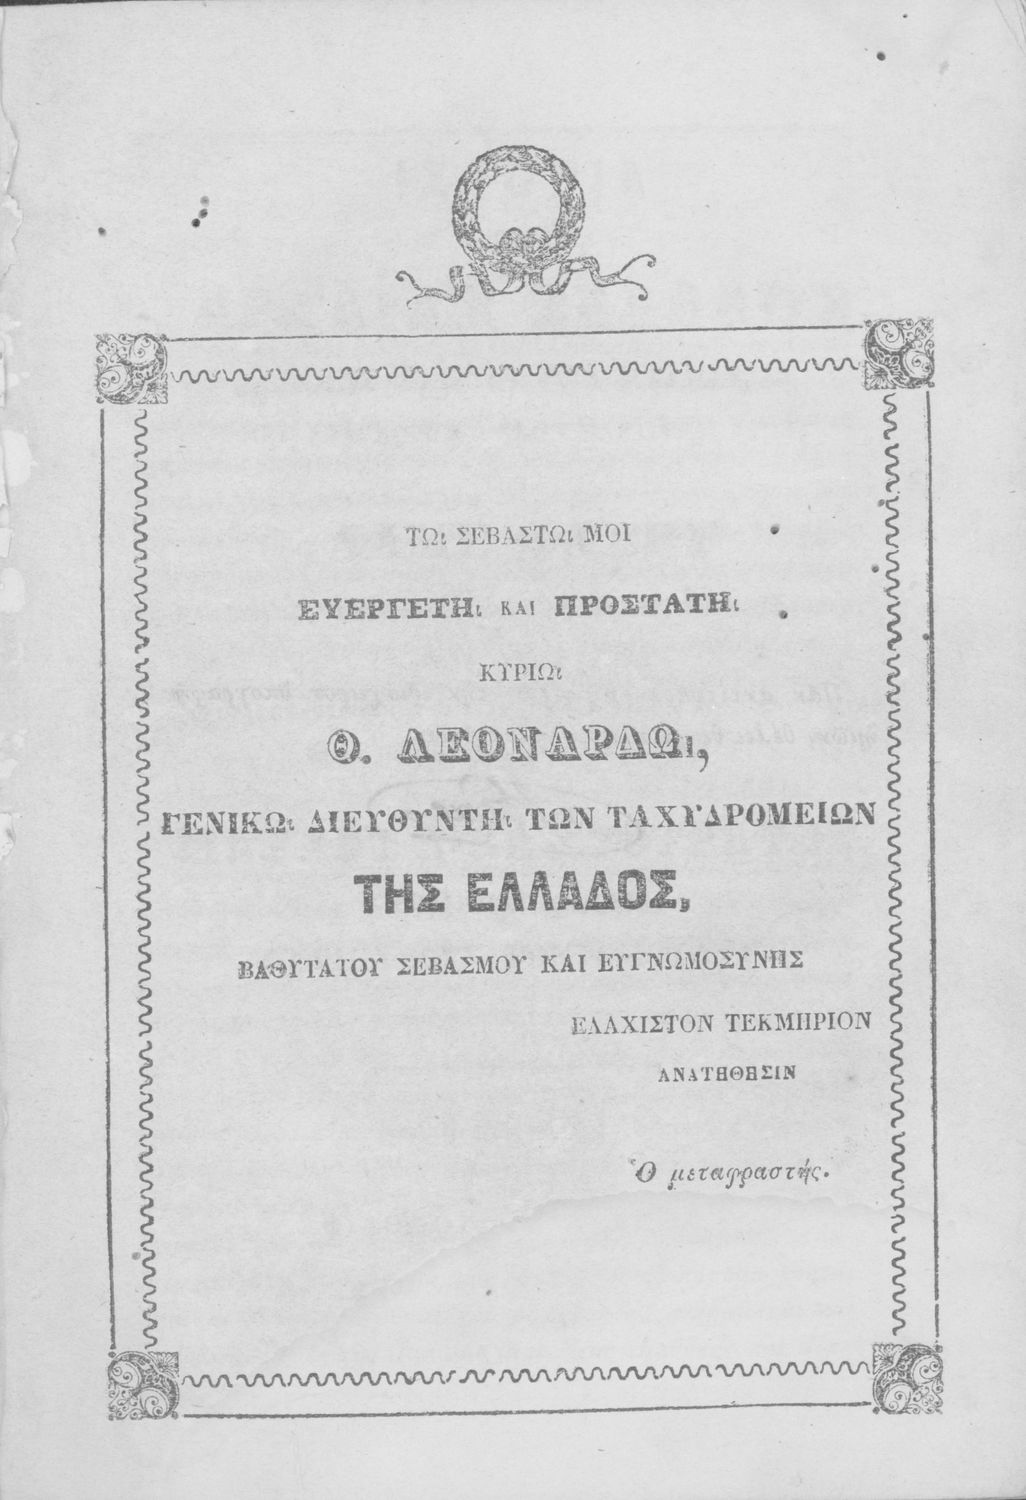 ΤΩι ΣΕΒΑΣΤΩι ΜΟΙ
ΕΥΕΡΓΕΤΗι ΚΑΙ ΠΡΟΣΤΑΤΗι
ΚΥΡΙΩι
Θ. ΛΕΟΝΑΡΔΩι,
ΓΕΝΙΚΩι ΔΙΕΥΘΥΝΤΗι ΤΩΝ ΤΑΧΥΔΡΟΜΕΙΩΝ
ΤΗΣ ΕΛΛΑΔΟΣ,
ΒΑΘΥΤΑΤΟΥ ΣΕΒΑΣΜΟΥ ΚΑΙ ΕΥΓΝΩΜΟΣΥΝΗΣ
ΕΛΑΧΙΣΤΟΝ ΤΕΚΜΗΡΙΟΝ
ΑΝΑΤΗΘΗΣΙΝ
Ὁ μεταφραστής.